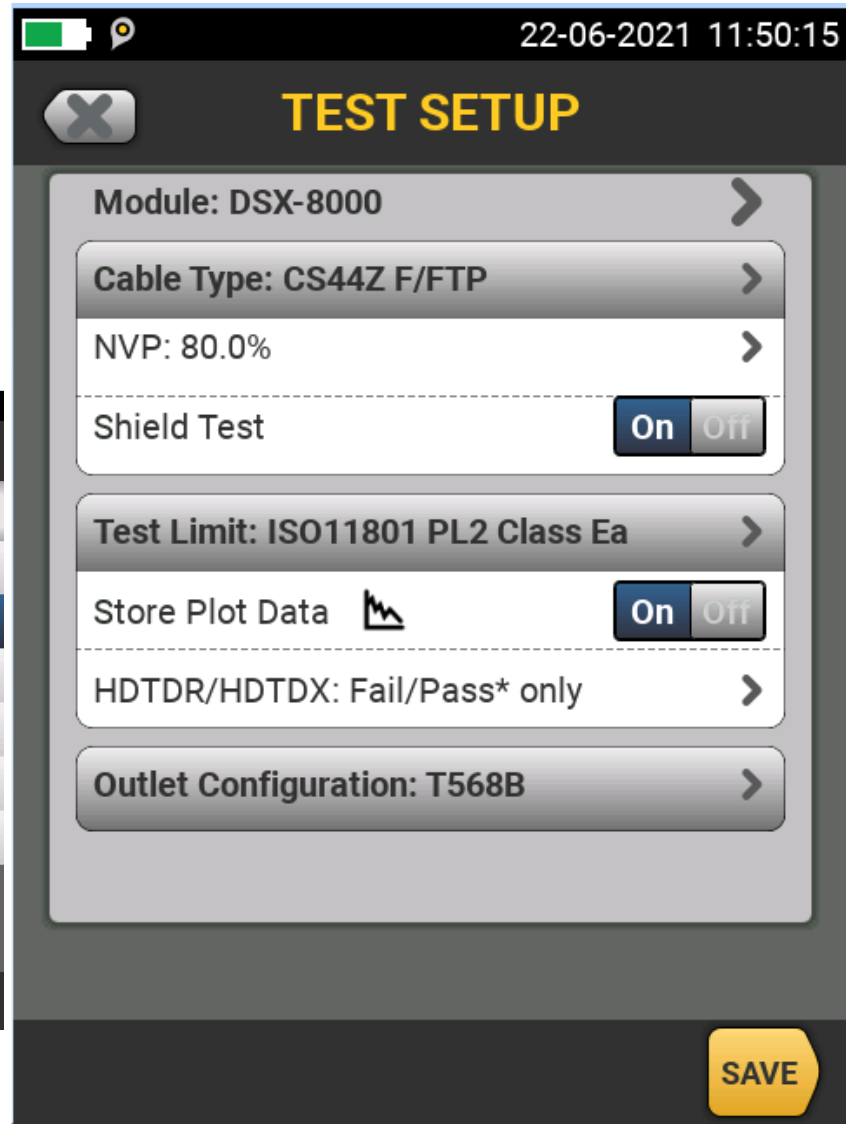 22-06-2021 11:50:15
TEST SETUP
Module: DSX-8000
Cable Type: CS44Z F/FTP
NVP: 80.0%
Shield Test On Off
Test Limit: ISO11801 PL2 Class Ea
Store Plot Data On Off
HDTDR/HDTDX: Fail/Pass* only
Outlet Configuration: T568B
SAVE